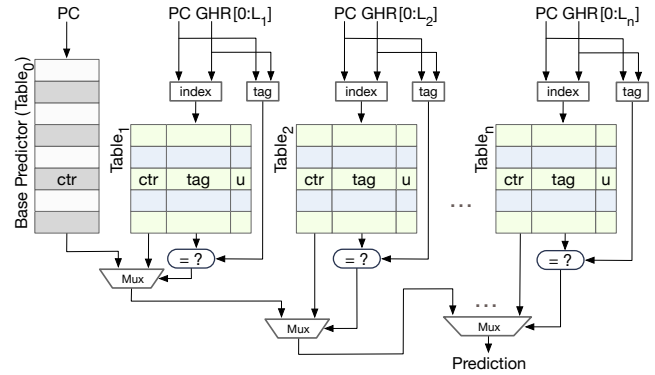 PC
PC GHR[0:L1]
PC GHR[0:L2]
PC GHR[0:Ln]
index
tag
index
tag
index
tag
Base Predictor (Table0)
Table1
Table2
Tablen
ctr
ctr
tag
u
ctr
tag
u
...
ctr
tag
u
= ?
= ?
= ?
Mux
Mux
...
Mux
Prediction